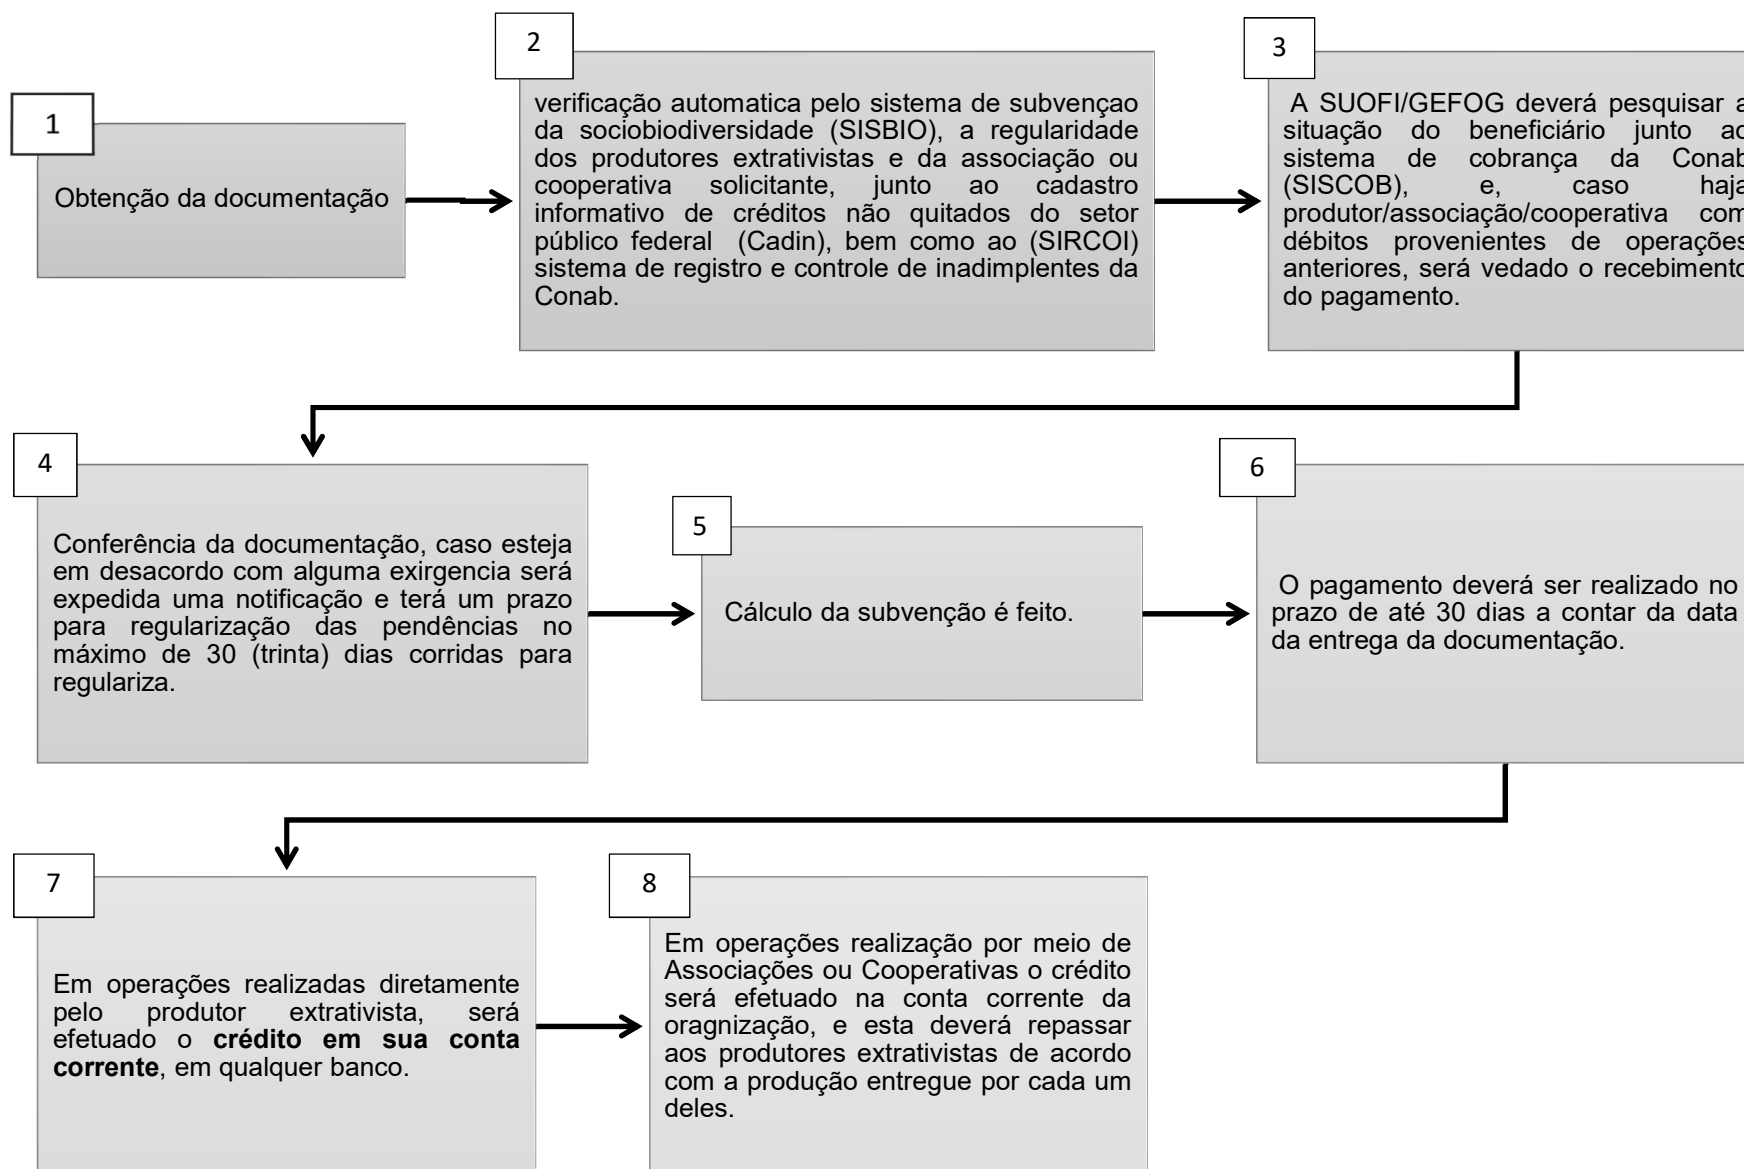 1
Obtenção da documentação
2
verificação automatica pelo sistema de subvençao
da sociobiodiversidade (SISBIO), a regularidade
dos produtores extrativistas e da associação ou
cooperativa solicitante, junto ao cadastro
informativo de créditos não quitados do setor
público federal (Cadin), bem como ao (SIRCOI)
sistema de registro e controle de inadimplentes da
Conab.
3
A SUOFI/GEFOG deverá pesquisar a
situação do beneficiário junto ao
sistema de cobrança da Conab
(SISCOB), e, caso haja
produtor/associação/cooperativa com
débitos provenientes de operações
anteriores, será vedado o recebimento
do pagamento.
4
Conferência da documentação, caso esteja
em desacordo com alguma exirgencia será
expedida uma notificação e terá um prazo
para regularização das pendências no
máximo de 30 (trinta) dias corridas para
regulariza.
5
Cálculo da subvenção é feito.
6
O pagamento deverá ser realizado no
prazo de até 30 dias a contar da data
da entrega da documentação.
7
Em operações realizadas diretamente
pelo produtor extrativista, será
efetuado o crédito em sua conta
corrente, em qualquer banco.
8
Em operações realização por meio de
Associações ou Cooperativas o crédito
será efetuado na conta corrente da
oragnização, e esta deverá repassar
aos produtores extrativistas de acordo
com a produção entregue por cada um
deles.